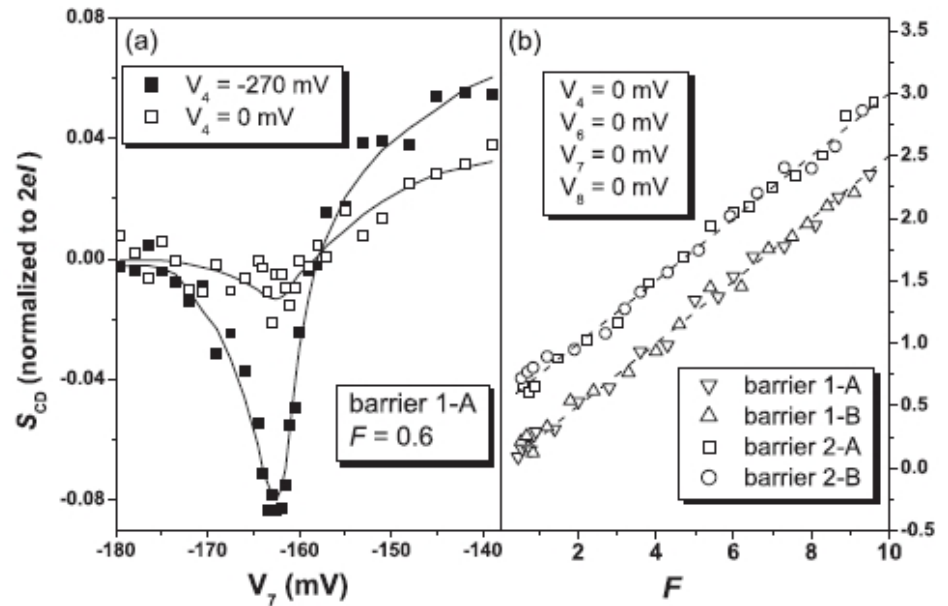 (a)
V₄ = -270 mV
V₄ = 0 mV
barrier 1-A
F = 0.6
0.08
0.04
0.00
-0.04
-0.08
S_CD (normalized to 2eI)
-180 -170 -160 -150 -140
V₇ (mV)
(b)
V₄ = 0 mV
V₆ = 0 mV
V₇ = 0 mV
V₈ = 0 mV
barrier 1-A
barrier 1-B
barrier 2-A
barrier 2-B
3.5
3.0
2.5
2.0
1.5
1.0
0.5
0.0
-0.5
2 4 6 8 10
F